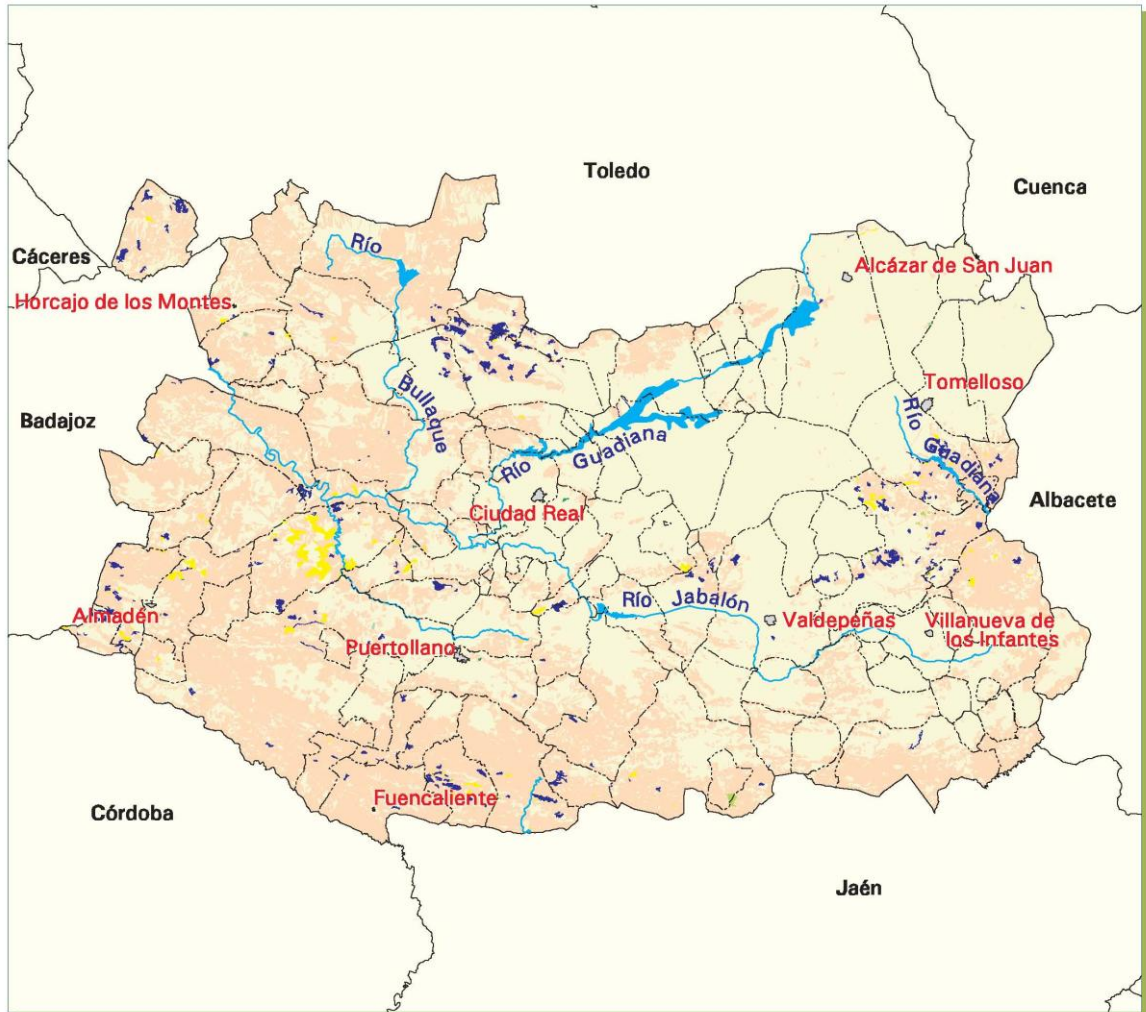 Toledo
Cuenca
Río
Cáceres
Alcázar de San Juan
Horcajo de los Montes
Tomelloso
Bullaque
Badajoz
Río
Guadiana
Río
Guadiana
Albacete
Ciudad Real
Almadén
Río Jabalón
Valdepeñas
Villanueva de
los Infantes
Puertollano
Fuencaliente
Córdoba
Jaén